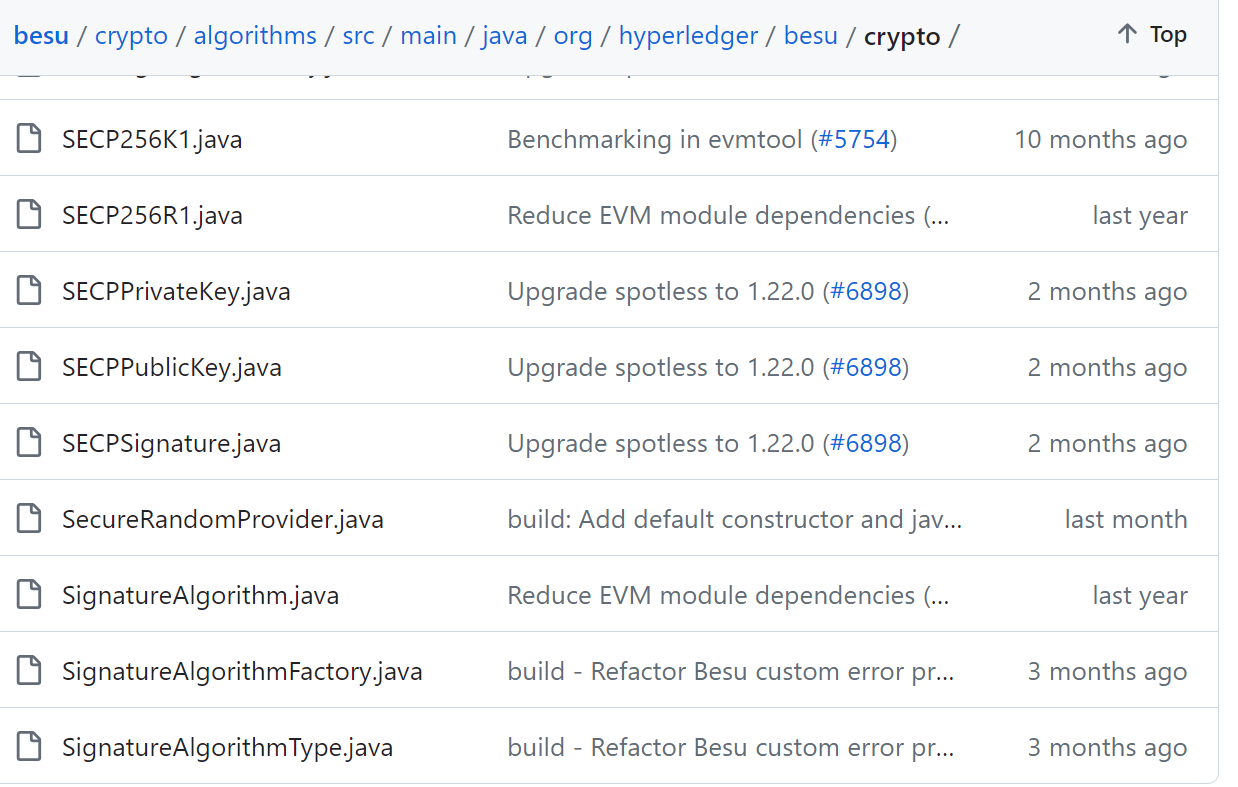 besu / crypto / algorithms / src / main / java / org / hyperledger / besu / crypto / ↑ Top
SECP256K1.java Benchmarking in evmtool (#5754) 10 months ago
SECP256R1.java Reduce EVM module dependencies (... last year
SECPPrivateKey.java Upgrade spotless to 1.22.0 (#6898) 2 months ago
SECPPublicKey.java Upgrade spotless to 1.22.0 (#6898) 2 months ago
SECPSignature.java Upgrade spotless to 1.22.0 (#6898) 2 months ago
SecureRandomProvider.java build: Add default constructor and jav... last month
SignatureAlgorithm.java Reduce EVM module dependencies (... last year
SignatureAlgorithmFactory.java build - Refactor Besu custom error pr... 3 months ago
SignatureAlgorithmType.java build - Refactor Besu custom error pr... 3 months ago